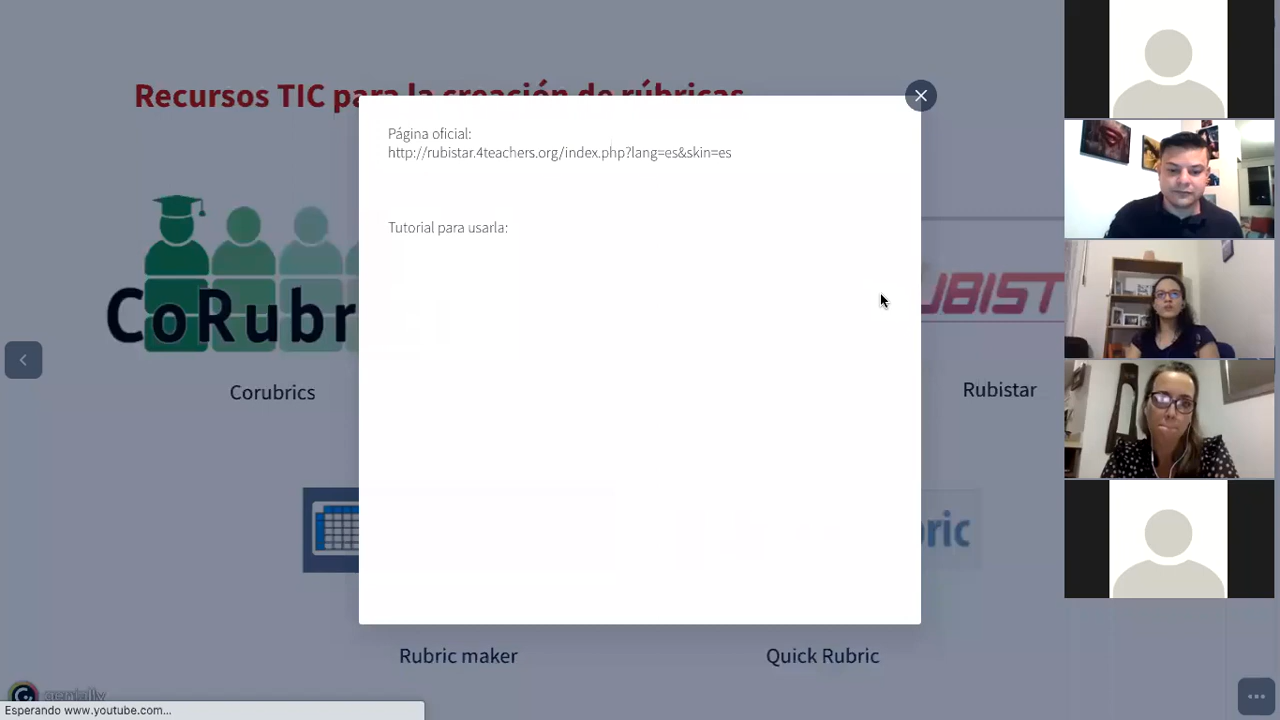 Recursos TIC para la creación de rúbricas
Página oficial:
http://rubistar.4teachers.org/index.php?lang=es&skin=es
Tutorial para usarla:
CoRubr
UBIST
Corubrics
Rubistar
ric
Rubric maker
Quick Rubric
genially
Esperando www.youtube.com...